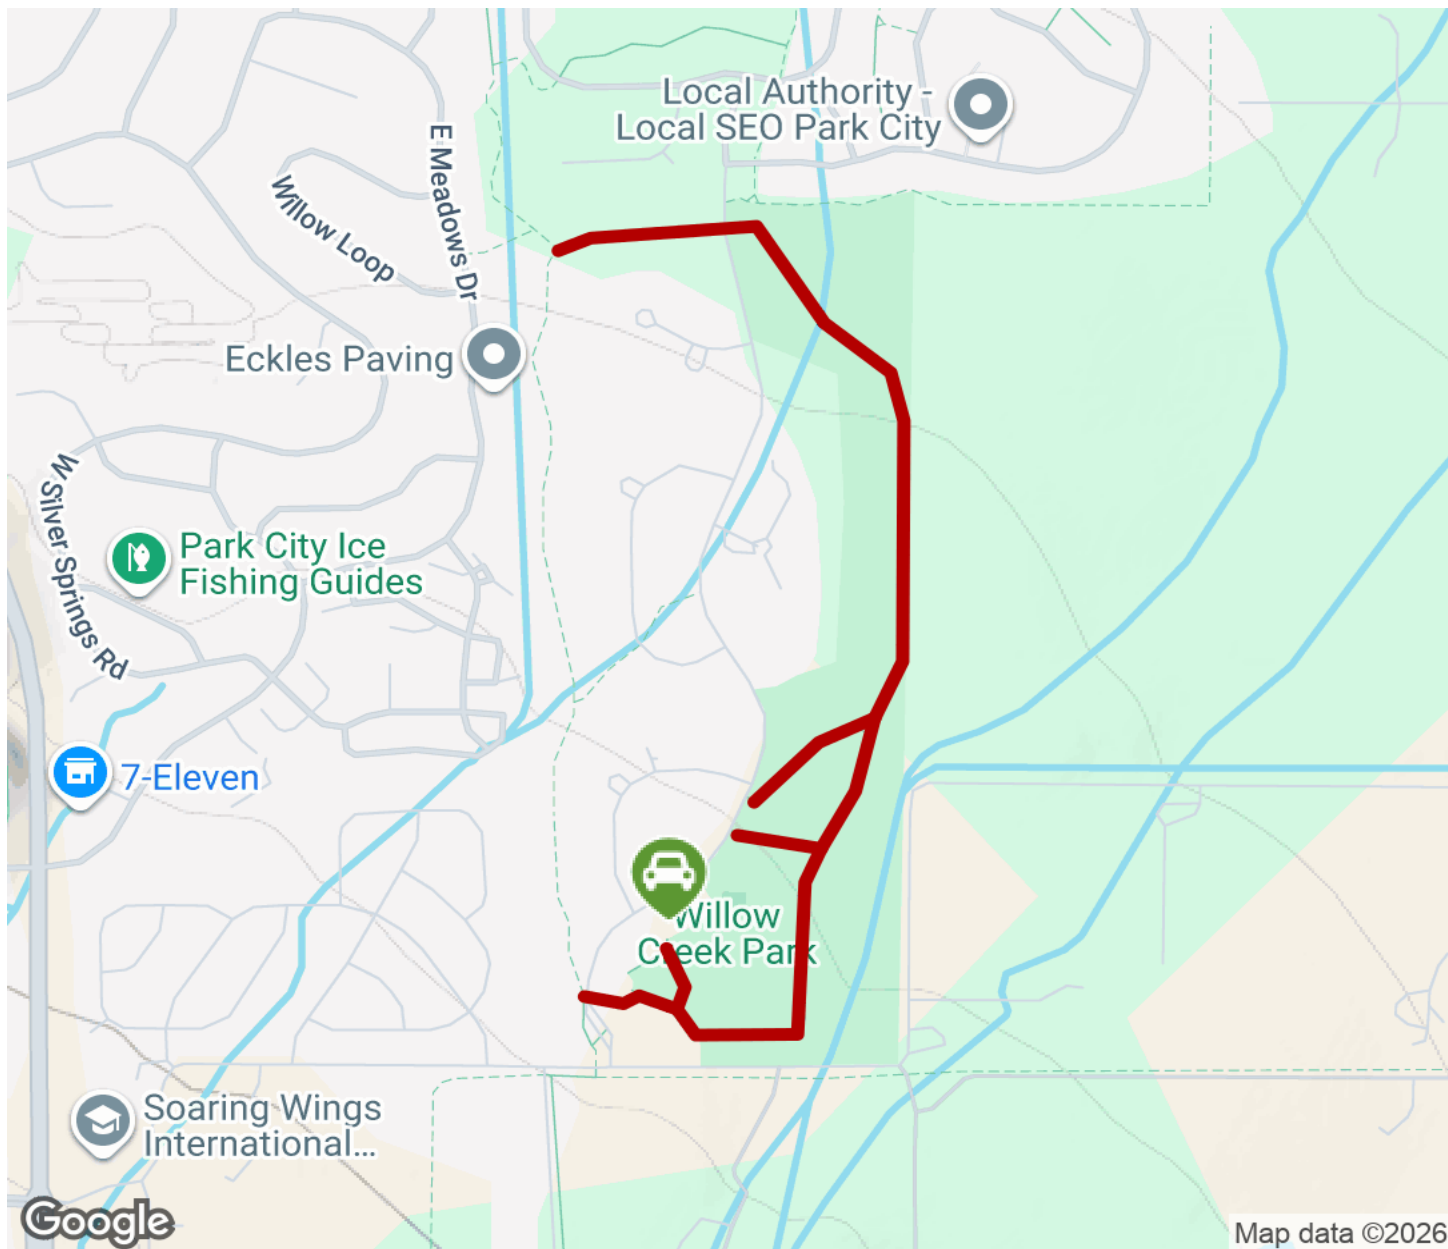 Local Authority -
Local SEO Park City
E Meadows Dr
Willow Loop
Eckles Paving
W Silver Springs Rd
Park City Ice
Fishing Guides
7-Eleven
Willow
Creek Park
Soaring Wings
International...
Google
Map data ©2026